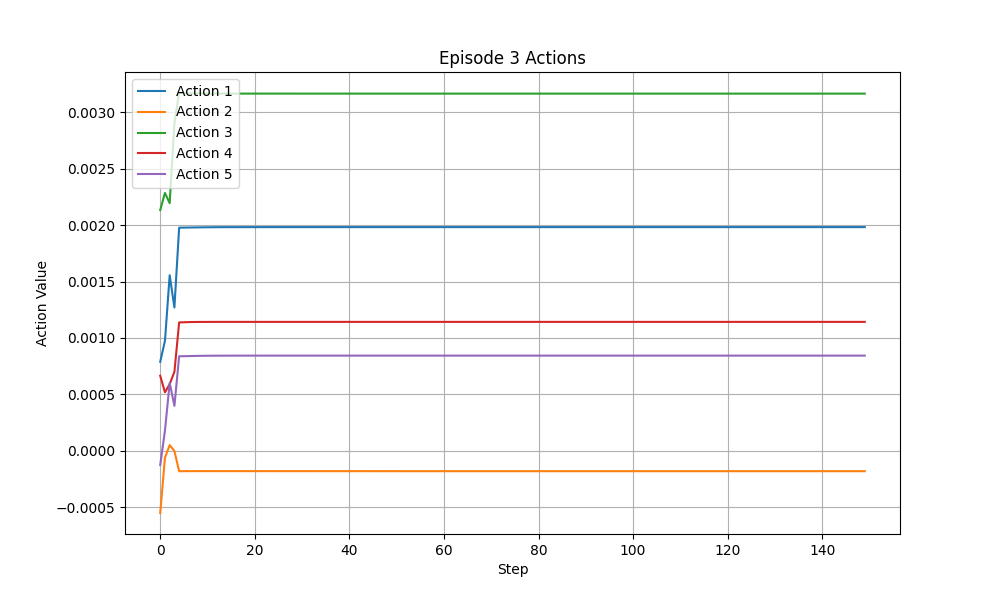 Episode 3 Actions
Action 1
Action 2
Action 3
Action 4
Action 5
0.0030
0.0025
0.0020
0.0015
0.0010
0.0005
0.0000
−0.0005
Action Value
0 20 40 60 80 100 120 140
Step